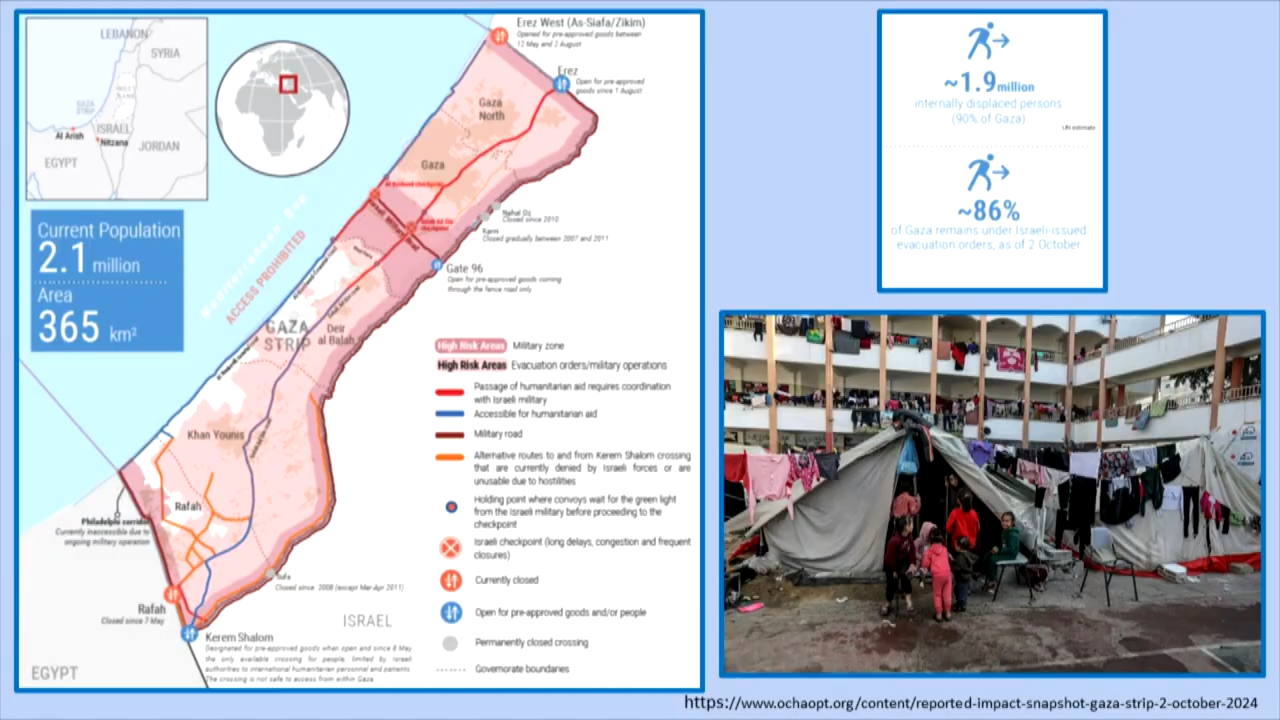 LEBANON
SYRIA
WEST
BANK
GAZA
STRIP
ISRAEL
Al Arish
Nitzana
JORDAN
EGYPT
Current Population
2.1 million
Area
365 km²
Mediterranean Sea
ACCESS PROHIBITED
Erez West (As-Siafa/Zikim)
Opened for pre-approved goods between
12 May and 2 August
Erez
Open for pre-approved
goods since 1 August
Gaza
North
Gaza
Nahal Oz
Closed since 2010
Karni
Closed gradually between 2007 and 2011
Gate 96
Open for pre-approved goods coming
through the fence road only
GAZA
STRIP
Deir
al Balah
Khan Younis
Rafah
Philadelphi corridor
Currently inaccessible due to
ongoing military operation
Sufa
Closed since 2008 (except Mar-Apr 2011)
Rafah
Closed since 7 May
ISRAEL
Kerem Shalom
Designated for pre-approved goods when open and since 8 May
the only available crossing for people, limited by Israeli
authorities to international humanitarian personnel and patients
The crossing is not safe to access from within Gaza
EGYPT
High Risk Areas Military zone
High Risk Areas Evacuation orders/military operations
Passage of humanitarian aid requires coordination
with Israeli military
Accessible for humanitarian aid
Military road
Alternative routes to and from Kerem Shalom crossing
that are currently denied by Israeli forces or are
unusable due to hostilities
Holding point where convoys wait for the green light
from the Israeli military before proceeding to the
checkpoint
Israeli checkpoint (long delays, congestion and frequent
closures)
Currently closed
Open for pre-approved goods and/or people
Permanently closed crossing
Governorate boundaries
~1.9 million
internally displaced persons
(90% of Gaza)
UN estimate
~86%
of Gaza remains under Israeli-issued
evacuation orders, as of 2 October
https://www.ochaopt.org/content/reported-impact-snapshot-gaza-strip-2-october-2024